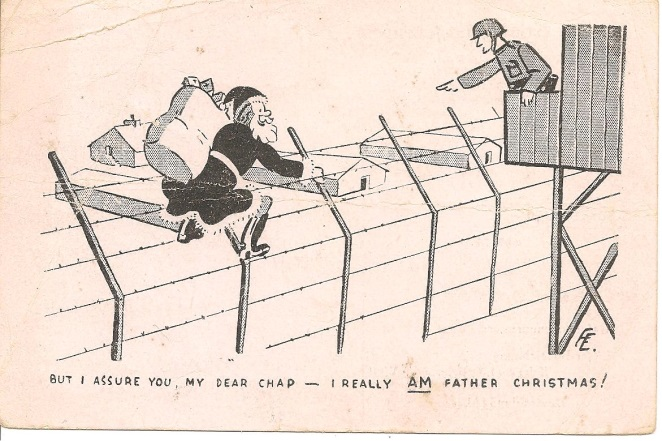 FE.
BUT I ASSURE YOU, MY DEAR CHAP — I REALLY AM FATHER CHRISTMAS!